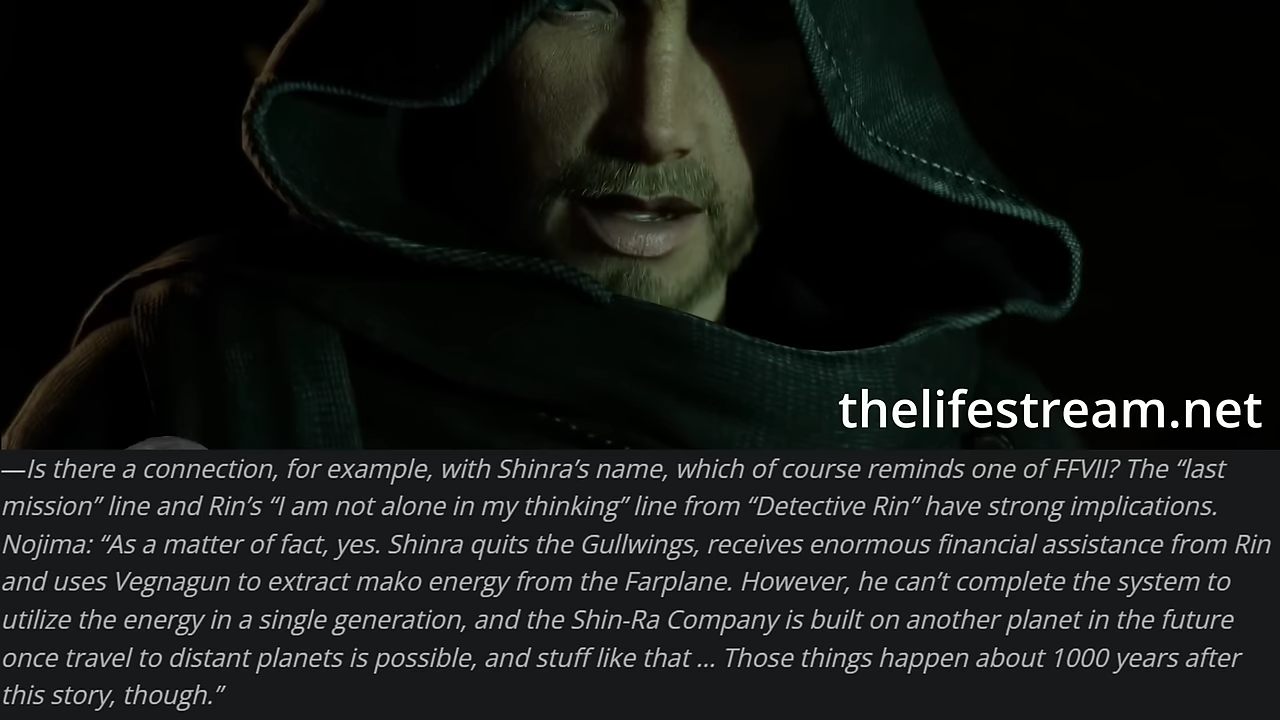 thelifestream.net
—Is there a connection, for example, with Shinra’s name, which of course reminds one of FFVII? The “last
mission” line and Rin’s “I am not alone in my thinking” line from “Detective Rin” have strong implications.
Nojima: “As a matter of fact, yes. Shinra quits the Gullwings, receives enormous financial assistance from Rin
and uses Vegnagun to extract mako energy from the Farplane. However, he can’t complete the system to
utilize the energy in a single generation, and the Shin-Ra Company is built on another planet in the future
once travel to distant planets is possible, and stuff like that ... Those things happen about 1000 years after
this story, though.”